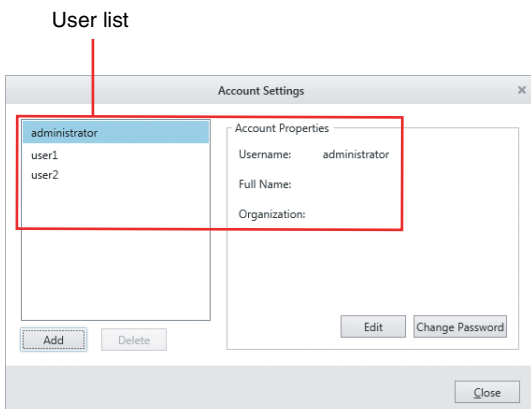 User list
Account Settings
administrator
user1
user2
Account Properties
Username: administrator
Full Name:
Organization:
Edit Change Password
Add Delete
Close